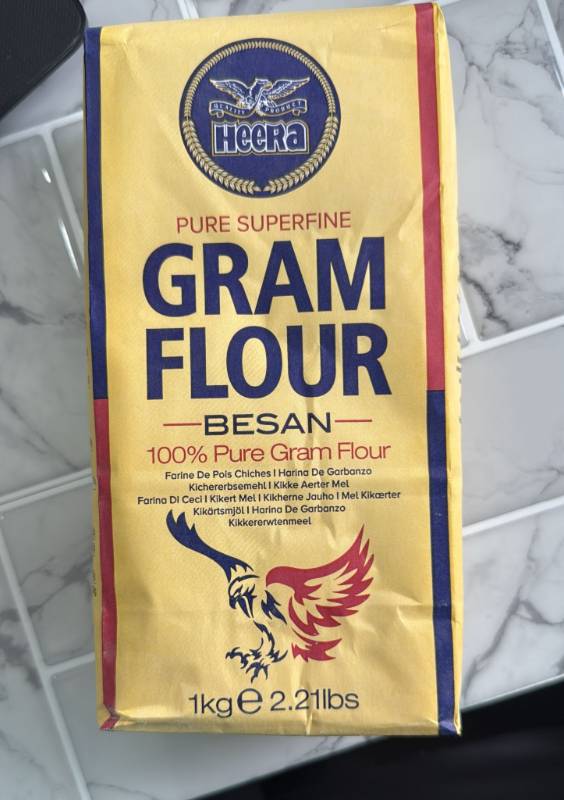 QUALITY PRODUCT
HEERA
PURE SUPERFINE
GRAM
FLOUR
BESAN
100% Pure Gram Flour
Farine De Pois Chiches I Harina De Garbanzo
Kichererbsemehl I Kikke Aerter Mel
Farina Di Ceci I Kikert Mel I Kikherne Jauho I Mel Kikærter
Kikärtsmjöl I Harina De Garbanzo
Kikkererwtenmeel
1kg e 2.21lbs